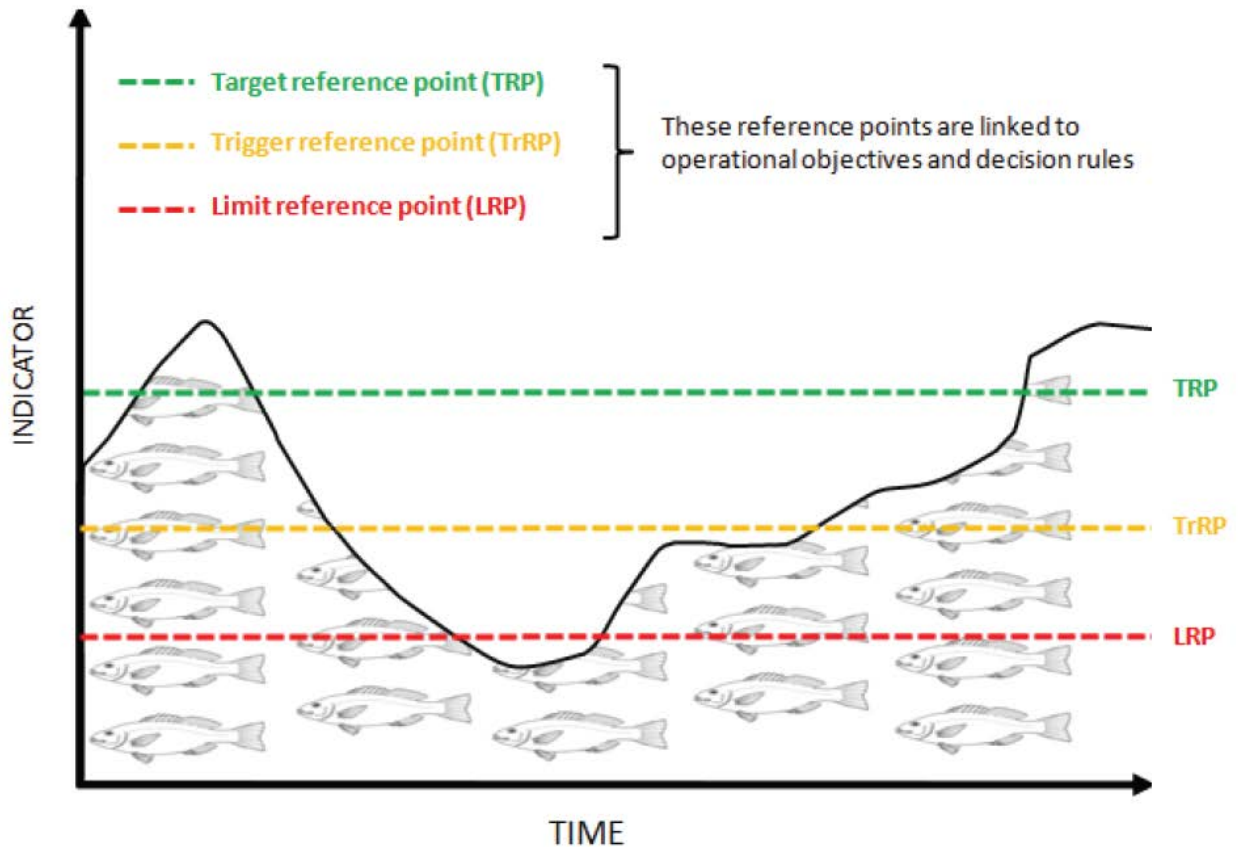 Target reference point (TRP)
Trigger reference point (TrRP)
Limit reference point (LRP)
These reference points are linked to
operational objectives and decision rules
INDICATOR
TRP
TrRP
LRP
TIME